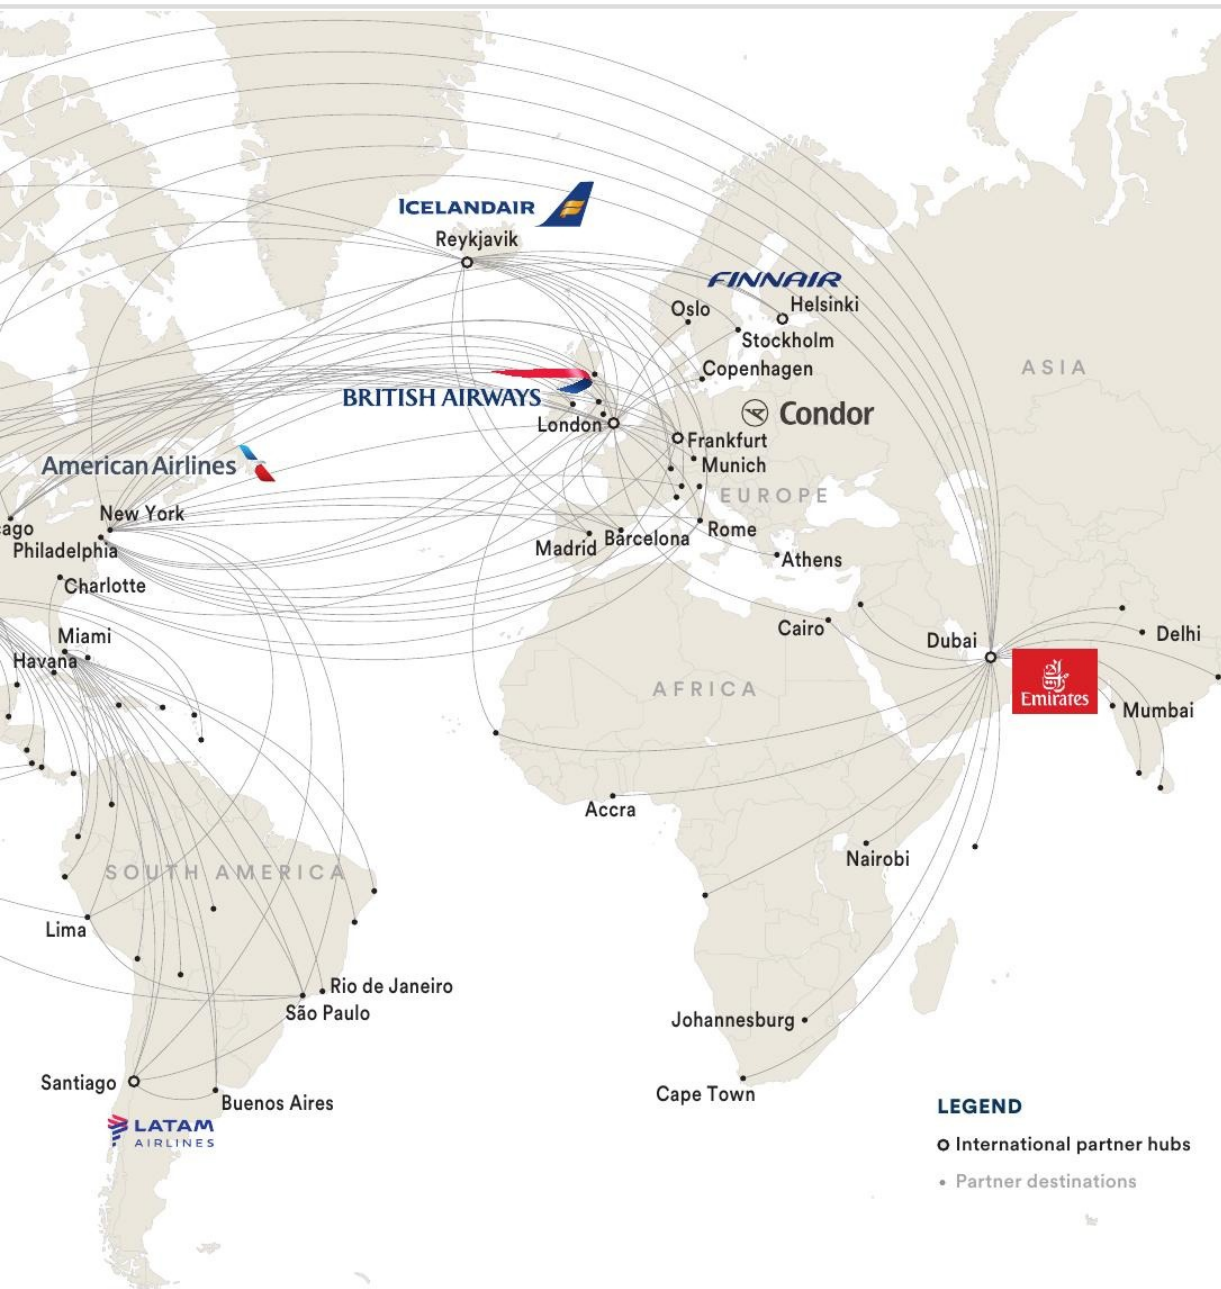 ICELANDAIR
Reykjavik
FINNAIR
Oslo
Helsinki
Stockholm
Copenhagen
ASIA
BRITISH AIRWAYS
Condor
London
Frankfurt
Munich
American Airlines
EUROPE
New York
ago
Philadelphia
Madrid
Barcelona
Rome
Athens
Charlotte
Miami
Havana
Cairo
Dubai
Delhi
AFRICA
Emirates
Mumbai
Accra
Nairobi
SOUTH AMERICA
Lima
Rio de Janeiro
São Paulo
Johannesburg
Santiago
Buenos Aires
Cape Town
LATAM
AIRLINES
LEGEND
International partner hubs
Partner destinations